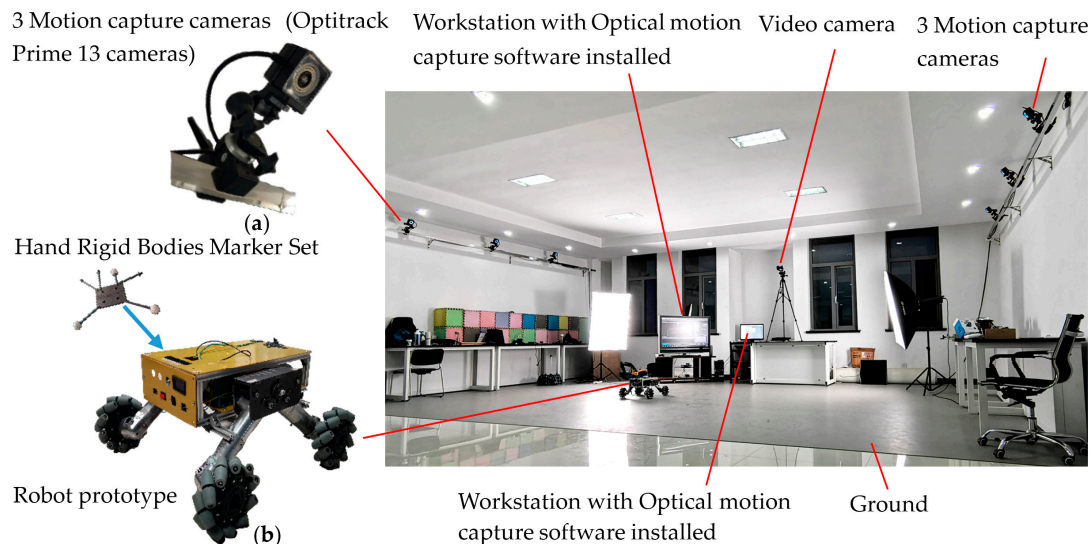 3 Motion capture cameras (Optitrack
Prime 13 cameras)
Workstation with Optical motion
capture software installed
Video camera
3 Motion capture
cameras
(a)
Hand Rigid Bodies Marker Set
Robot prototype
(b)
Workstation with Optical motion
capture software installed
Ground